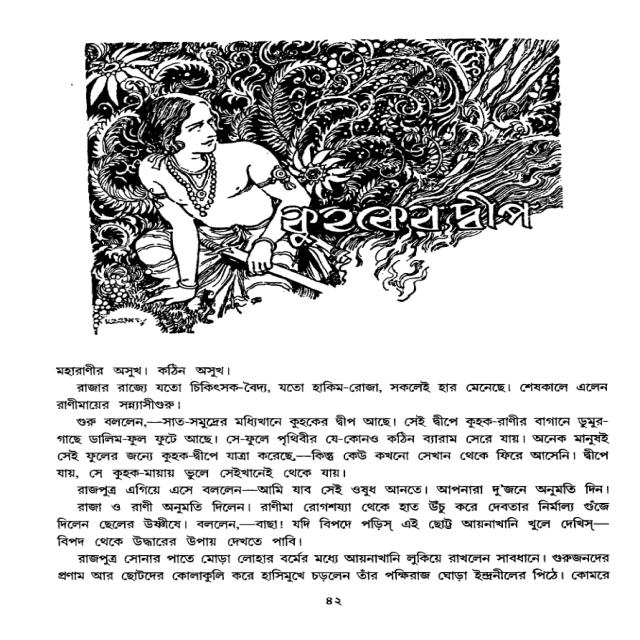 কুহকের দ্বীপ
মহারাণীর অসুখ। কঠিন অসুখ।
রাজার রাজ্যে যতো চিকিৎসক-বৈদ্য, যতো হাকিম-রোজা, সকলেই হার মেনেছে। শেষকালে এলেন
রাণীমায়ের সন্ন্যাসীগুরু!
গুরু বললেন,—সাত-সমুদ্রের মধ্যিখানে কুহকের দ্বীপ আছে। সেই দ্বীপে কুহক-রাণীর বাগানে ডুমুর-
গাছে ডালিম-ফুল ফুটে আছে। সে-ফুলে পৃথিবীর যে-কোনও কঠিন ব্যারাম সেরে যায়। অনেক মানুষই
সেই ফুলের জন্যে কুহক-দ্বীপে যাত্রা করেছে,—কিন্তু কেউ কখনো সেখান থেকে ফিরে আসেনি। দ্বীপে
যায়, সে কুহক-মায়ায় ভুলে সেইখানেই থেকে যায়।
রাজপুত্র এগিয়ে এসে বললেন—আমি যাব সেই ওষুধ আনতে। আপনারা দু'জনে অনুমতি দিন।
রাজা ও রাণী অনুমতি দিলেন। রাণীমা রোগশয্যা থেকে হাত উঁচু করে দেবতার নির্মাল্য গুঁজে
দিলেন ছেলের উষ্ণীষে। বললেন,—বাছা! যদি বিপদে পড়িস্ এই ছোট্ট আয়নাখানি খুলে দেখিস্—
বিপদ থেকে উদ্ধারের উপায় দেখতে পাবি।
রাজপুত্র সোনার পাতে মোড়া লোহার বর্মের মধ্যে আয়নাখানি লুকিয়ে রাখলেন সাবধানে। গুরুজনদের
প্রণাম আর ছোটদের কোলাকুলি করে হাসিমুখে চড়লেন তাঁর পক্ষিরাজ ঘোড়া ইন্দ্রনীলের পিঠে। কোমরে
৪২